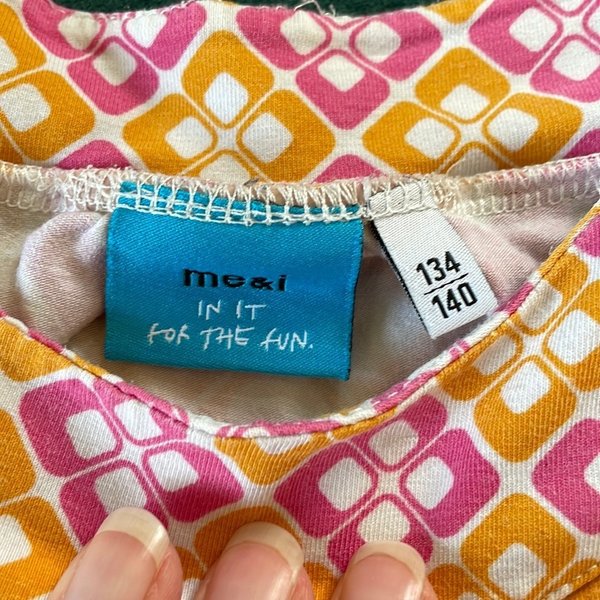 me&i
IN IT
FOR THE FUN.
134
140